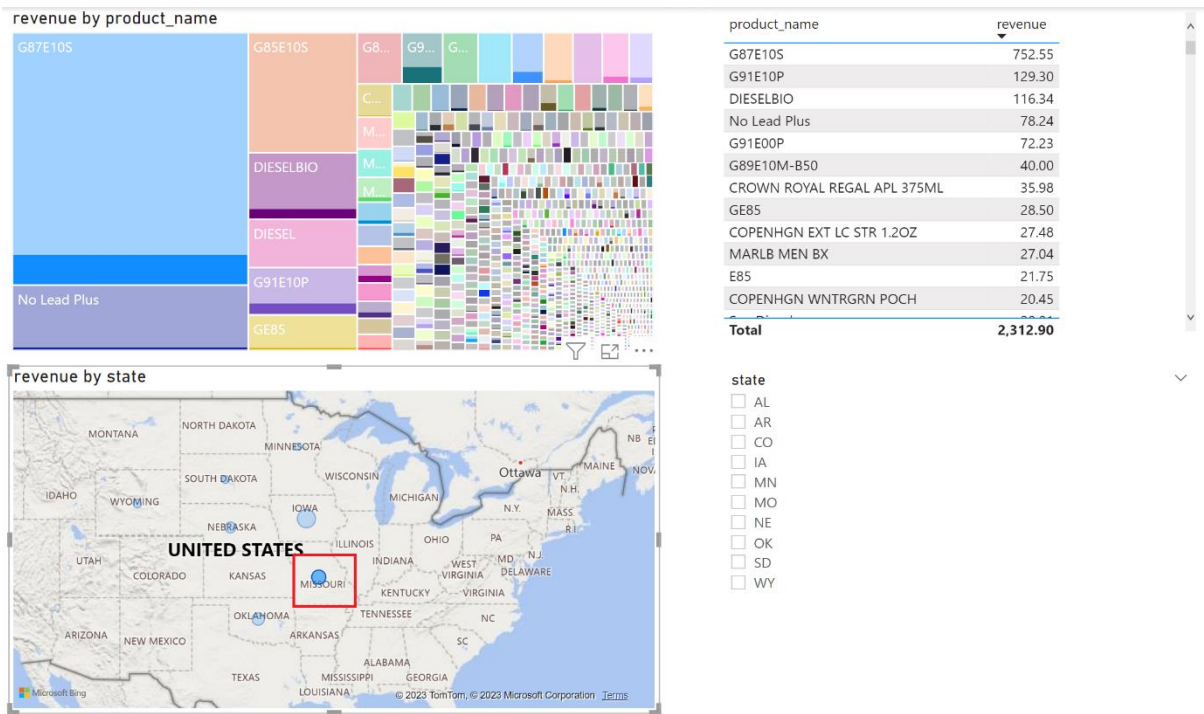 revenue by product_name
G87E10S
G85E10S
G8...
G9...
G...
C...
DIESELBIO
M...
M...
M...
DIESEL
G91E10P
No Lead Plus
GE85
product_name revenue
G87E10S 752.55
G91E10P 129.30
DIESELBIO 116.34
No Lead Plus 78.24
G91E00P 72.23
G89E10M-B50 40.00
CROWN ROYAL REGAL APL 375ML 35.98
GE85 28.50
COPENHGN EXT LC STR 1.2OZ 27.48
MARLB MEN BX 27.04
E85 21.75
COPENHGN WNTRGRN POCH 20.45
Total 2,312.90
revenue by state
MONTANA
NORTH DAKOTA
MINNESOTA
NB
Ottawa
VT.
MAINE
SOUTH DAKOTA
WISCONSIN
N.H.
IDAHO
WYOMING
MICHIGAN
IOWA
N.Y.
MASS
R.I.
NEBRASKA
UNITED STATES
ILLINOIS
OHIO
PA
UTAH
INDIANA
MD
N.J.
COLORADO
KANSAS
MISSOURI
WEST
VIRGINIA
DELAWARE
KENTUCKY
VIRGINIA
OKLAHOMA
TENNESSEE
NC
ARIZONA
NEW MEXICO
ARKANSAS
SC
ALABAMA
TEXAS
MISSISSIPPI
GEORGIA
LOUISIANA
Microsoft Bing
© 2023 TomTom, © 2023 Microsoft Corporation Terms
state
AL
AR
CO
IA
MN
MO
NE
OK
SD
WY